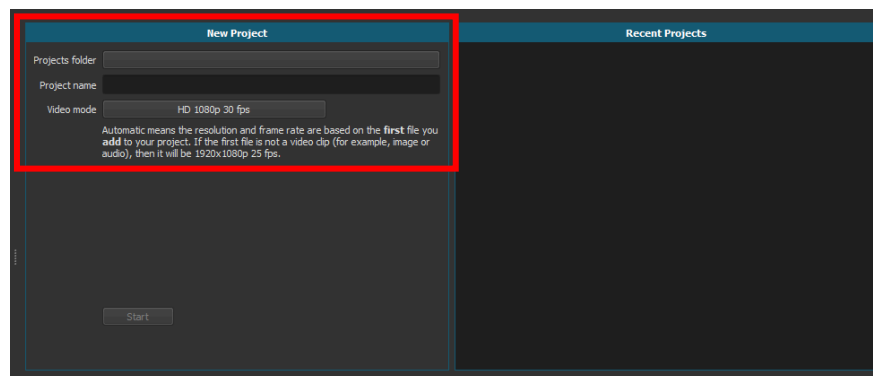 New Project
Recent Projects
Projects folder
Project name
Video mode
HD 1080p 30 fps
Automatic means the resolution and frame rate are based on the first file you
add to your project. If the first file is not a video clip (for example, image or
audio), then it will be 1920x1080p 25 fps.
Start